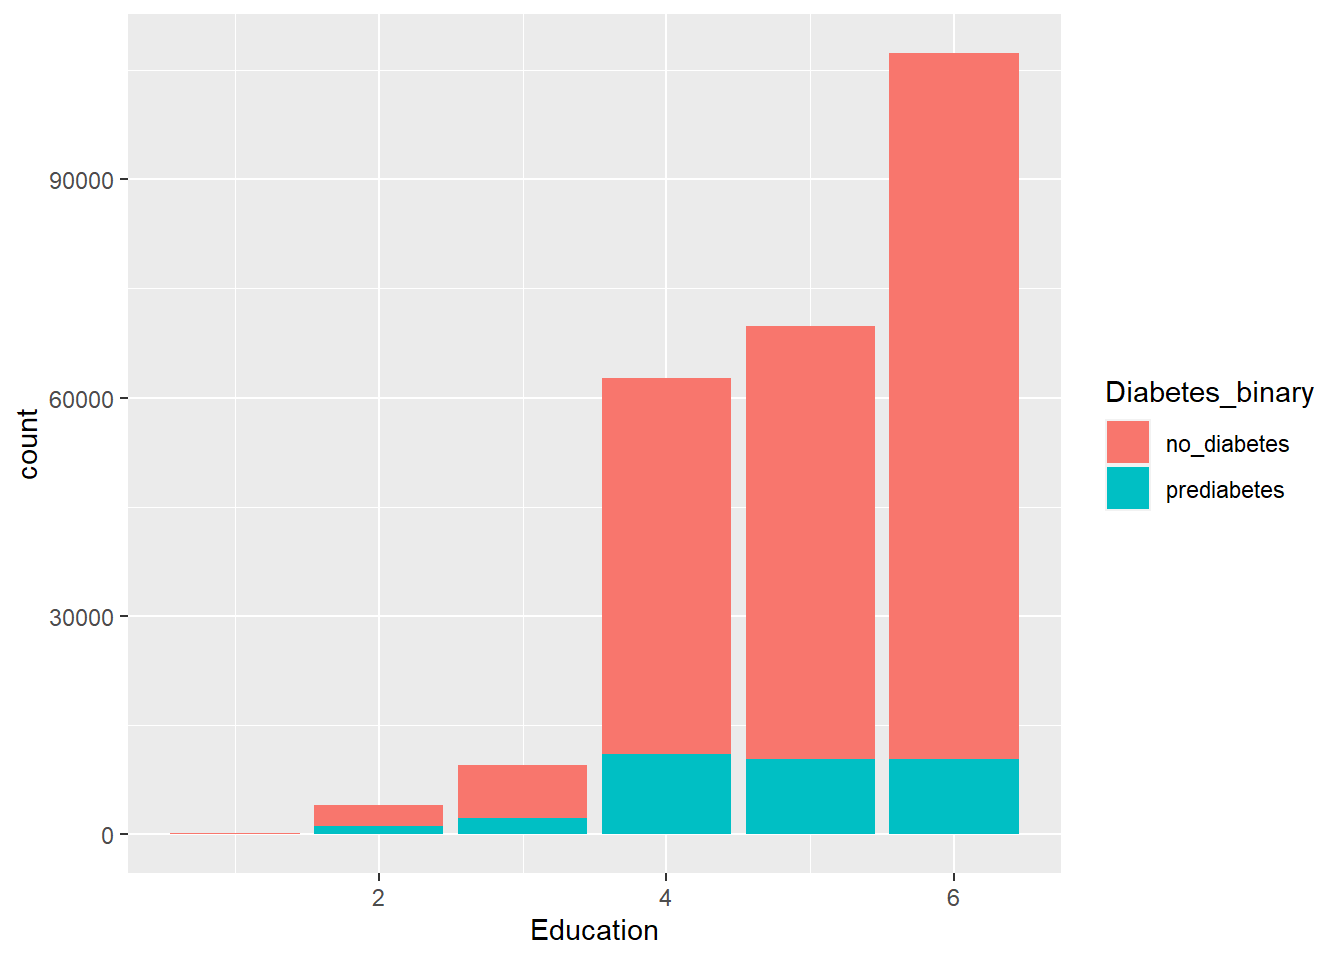 90000
60000
30000
0
count
2
4
6
Education
Diabetes_binary
no_diabetes
prediabetes